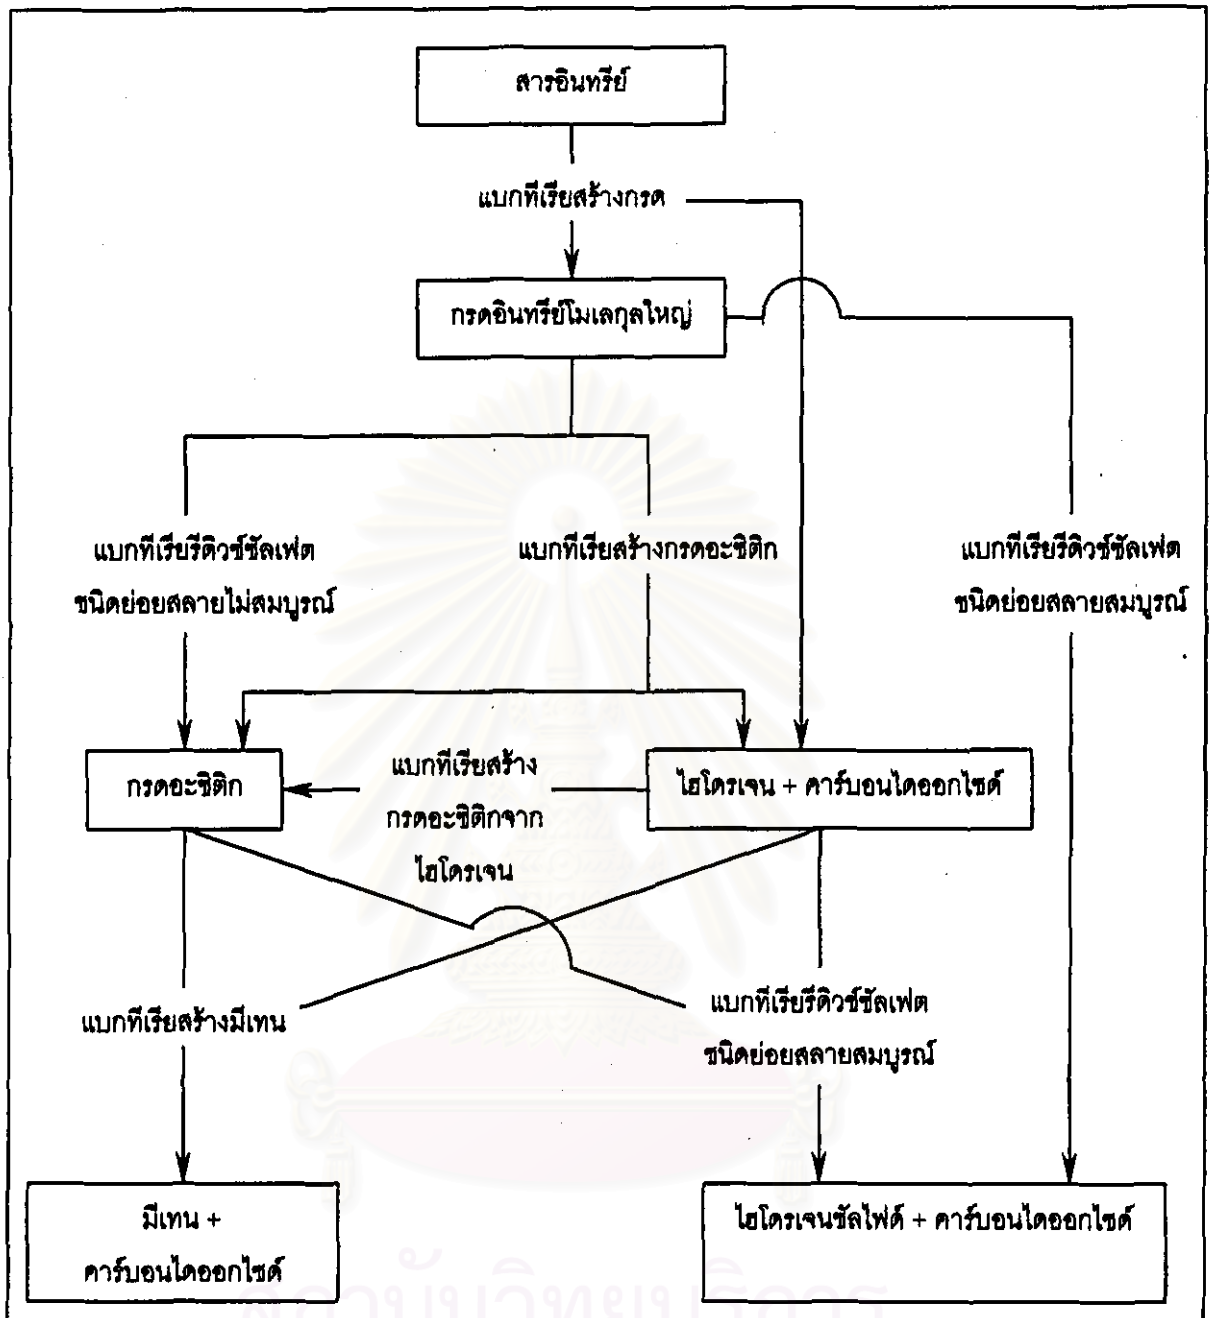 สารอินทรีย์
แบกทีเรียสร้างกรด
กรดอินทรีย์โมเลกุลใหญ่
แบกทีเรียรีดิวซ์ซัลเฟต
ชนิดย่อยสลายไม่สมบูรณ์
แบกทีเรียสร้างกรดอะซิติก
แบกทีเรียรีดิวซ์ซัลเฟต
ชนิดย่อยสลายสมบูรณ์
กรดอะซิติก
แบกทีเรียสร้าง
กรดอะซิติกจาก
ไฮโดรเจน
ไฮโดรเจน + คาร์บอนไดออกไซด์
แบกทีเรียสร้างมีเทน
แบกทีเรียรีดิวซ์ซัลเฟต
ชนิดย่อยสลายสมบูรณ์
มีเทน +
คาร์บอนไดออกไซด์
ไฮโดรเจนซัลไฟด์ + คาร์บอนไดออกไซด์
สถาบันวิทยบริการ